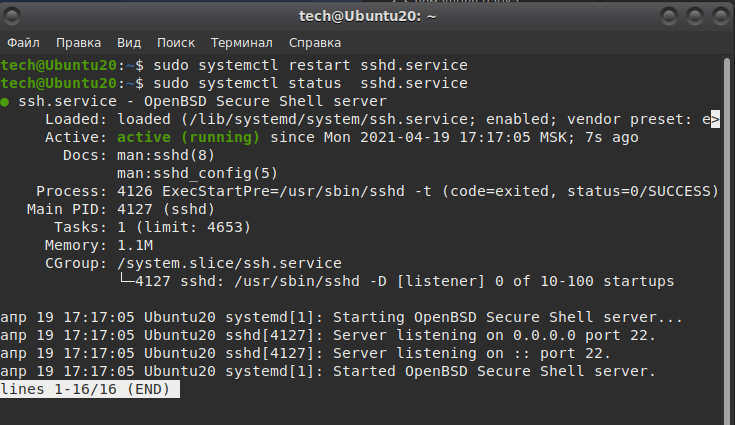 tech@Ubuntu20: ~
Файл Правка Вид Поиск Терминал Справка
tech@Ubuntu20:~$ sudo systemctl restart sshd.service
tech@Ubuntu20:~$ sudo systemctl status  sshd.service
● ssh.service - OpenBSD Secure Shell server
     Loaded: loaded (/lib/systemd/system/ssh.service; enabled; vendor preset: e>
     Active: active (running) since Mon 2021-04-19 17:17:05 MSK; 7s ago
       Docs: man:sshd(8)
             man:sshd_config(5)
    Process: 4126 ExecStartPre=/usr/sbin/sshd -t (code=exited, status=0/SUCCESS)
   Main PID: 4127 (sshd)
      Tasks: 1 (limit: 4653)
     Memory: 1.1M
     CGroup: /system.slice/ssh.service
             └─4127 sshd: /usr/sbin/sshd -D [listener] 0 of 10-100 startups
апр 19 17:17:05 Ubuntu20 systemd[1]: Starting OpenBSD Secure Shell server...
апр 19 17:17:05 Ubuntu20 sshd[4127]: Server listening on 0.0.0.0 port 22.
апр 19 17:17:05 Ubuntu20 sshd[4127]: Server listening on :: port 22.
апр 19 17:17:05 Ubuntu20 systemd[1]: Started OpenBSD Secure Shell server.
lines 1-16/16 (END)